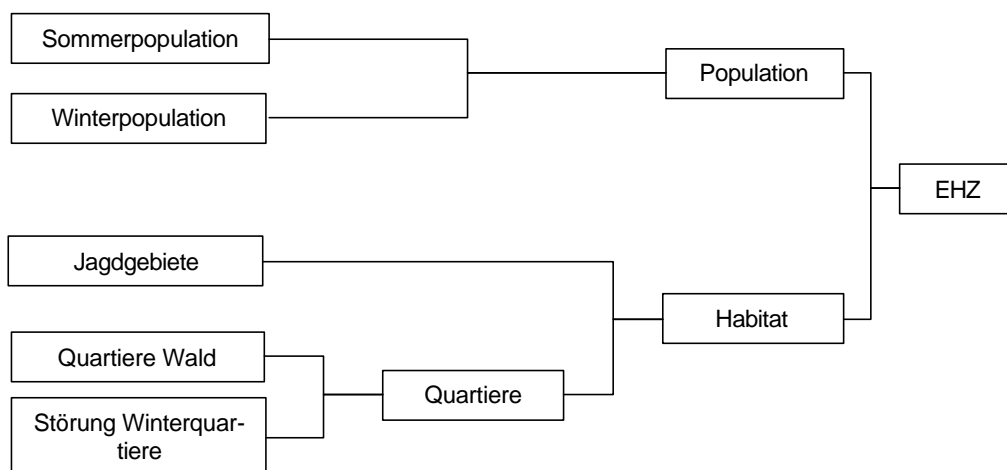 Sommerpopulation
Population
Winterpopulation
EHZ
Jagdgebiete
Habitat
Quartiere Wald
Quartiere
Störung Winterquar-
tiere